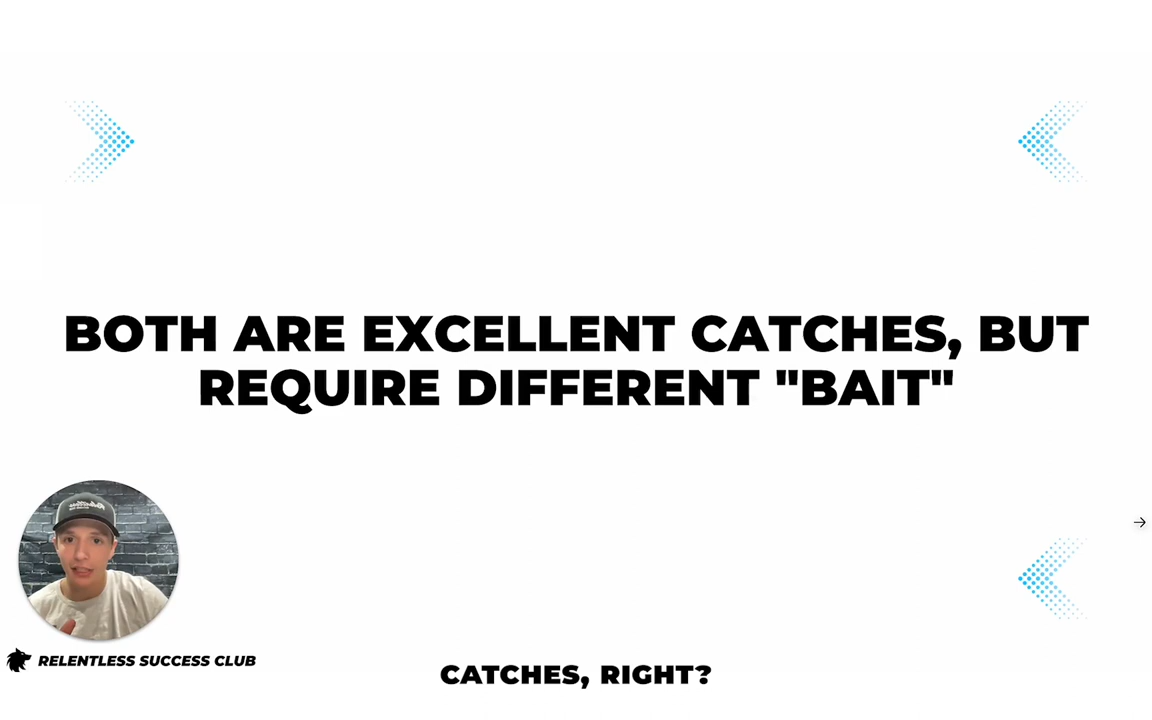 BOTH ARE EXCELLENT CATCHES, BUT
REQUIRE DIFFERENT "BAIT"
RELENTLESS SUCCESS CLUB
CATCHES, RIGHT?